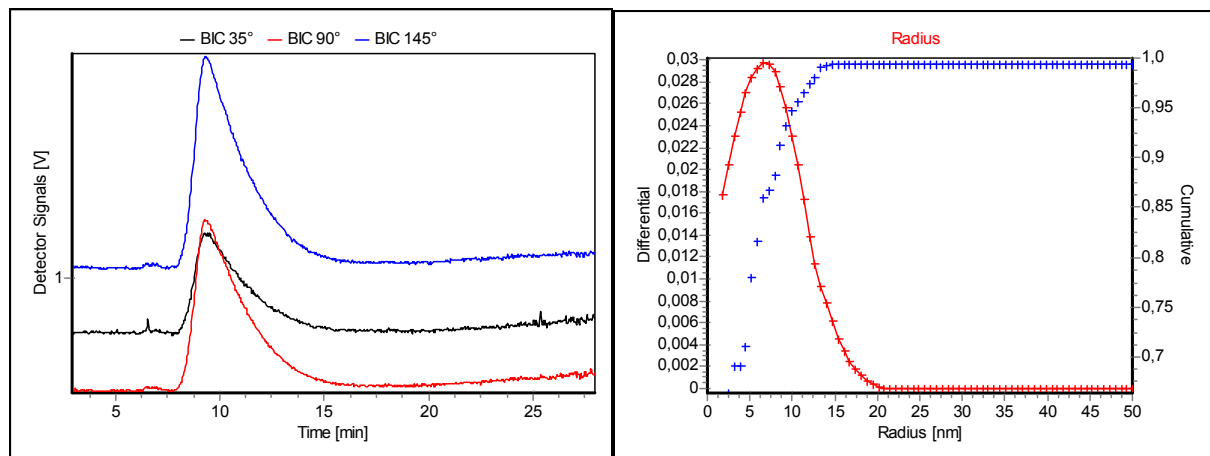 BIC 35° BIC 90° BIC 145°
Detector Signals [V]
1
5 10 15 20 25
Time [min]
Radius
Differential
0,03
0,028
0,026
0,024
0,022
0,02
0,018
0,016
0,014
0,012
0,01
0,008
0,006
0,004
0,002
0
1,0
0,95
0,9
0,85
0,8
0,75
0,7
Cumulative
0 5 10 15 20 25 30 35 40 45 50
Radius [nm]